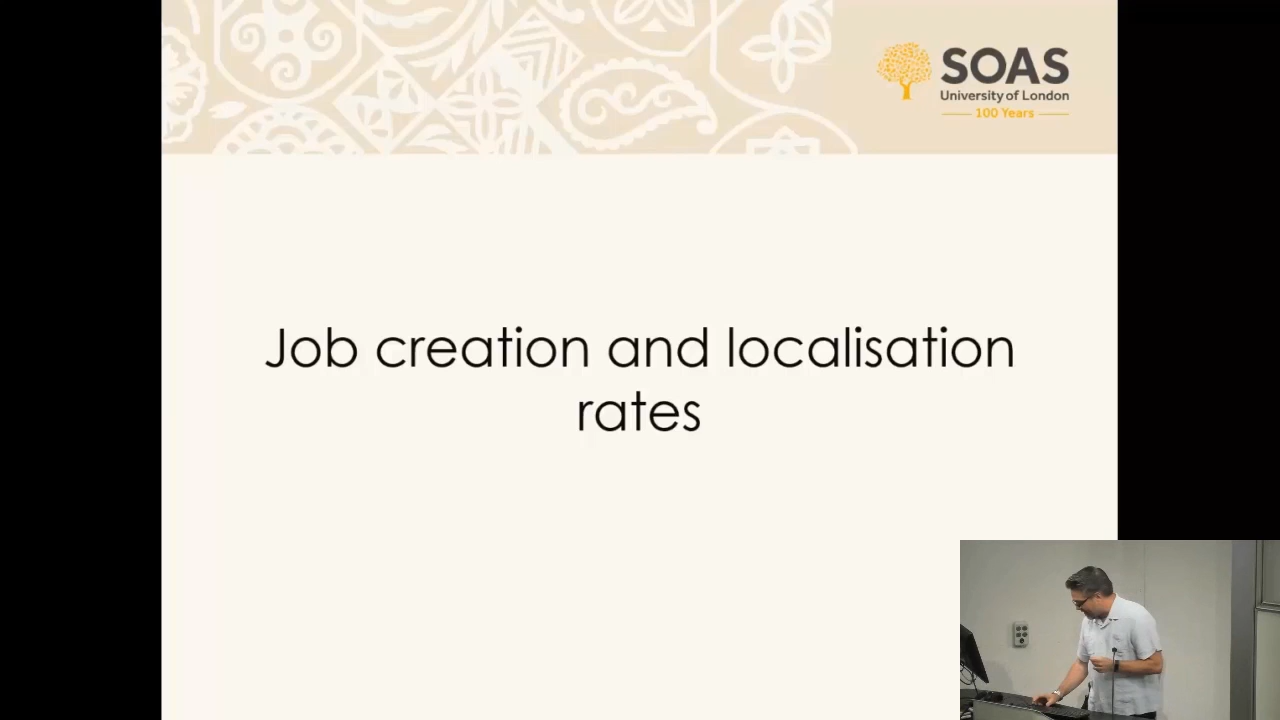 SOAS
University of London
100 Years
Job creation and localisation
rates